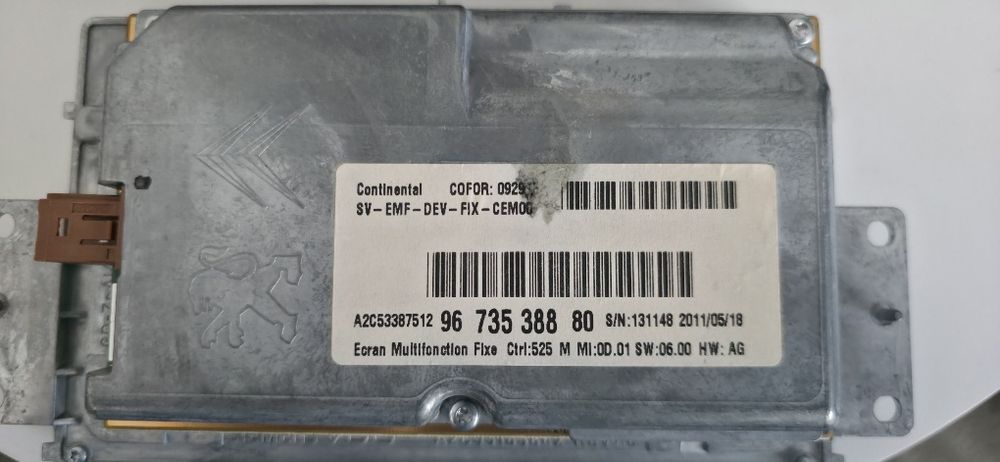 Continental COFOR:
SV-EMF-DEV-FIX-CEM00
A2C53387512 96 735 388 80 S/N:131148 2011/05/18
Ecran Multifonction Fixe Ctrl:525 M MI:0D.01 SW:06.00 HW: AG